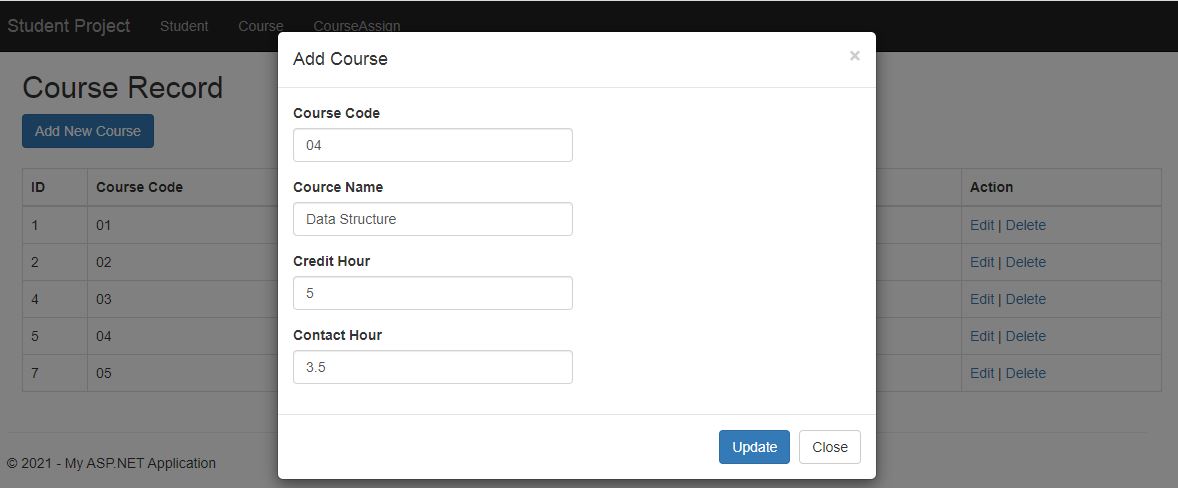 Student Project Student Course CourseAssign
Add Course ×
Course Record
Add New Course
Course Code
04
Cource Name
Data Structure
Credit Hour
5
Contact Hour
3.5
Update Close
ID Course Code Action
1 01 Edit | Delete
2 02 Edit | Delete
4 03 Edit | Delete
5 04 Edit | Delete
7 05 Edit | Delete
© 2021 - My ASP.NET Application